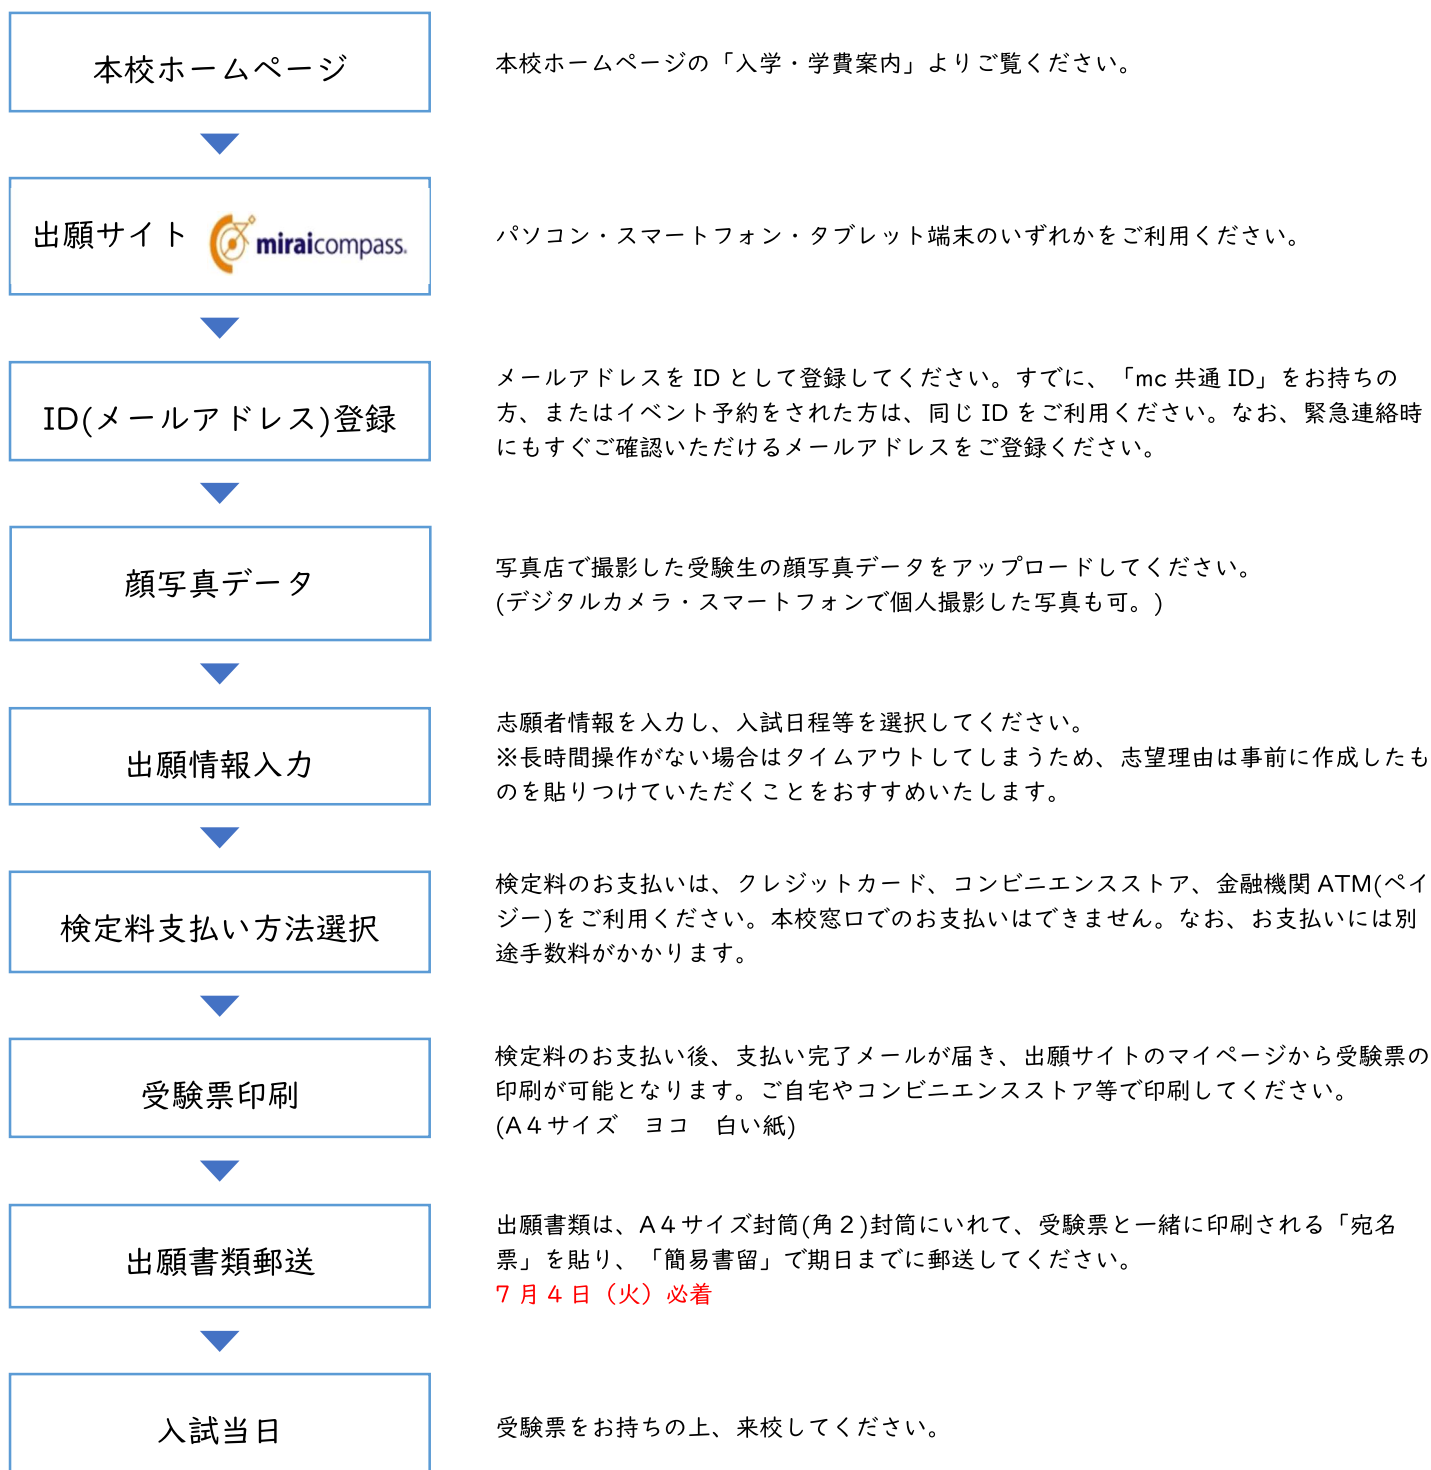 本校ホームページ
本校ホームページの「入学・学費案内」よりご覧ください。
出願サイト miraicompass.
パソコン・スマートフォン・タブレット端末のいずれかをご利用ください。
ID(メールアドレス)登録
メールアドレスを ID として登録してください。すでに、「mc 共通 ID」をお持ちの
方、またはイベント予約をされた方は、同じ ID をご利用ください。なお、緊急連絡時
にもすぐご確認いただけるメールアドレスをご登録ください。
顔写真データ
写真店で撮影した受験生の顔写真データをアップロードしてください。
(デジタルカメラ・スマートフォンで個人撮影した写真も可。)
出願情報入力
志願者情報を入力し、入試日程等を選択してください。
※長時間操作がない場合はタイムアウトしてしまうため、志望理由は事前に作成したも
のを貼りつけていただくことをおすすめいたします。
検定料支払い方法選択
検定料のお支払いは、クレジットカード、コンビニエンスストア、金融機関 ATM(ペイ
ジー)をご利用ください。本校窓口でのお支払いはできません。なお、お支払いには別
途手数料がかかります。
受験票印刷
検定料のお支払い後、支払い完了メールが届き、出願サイトのマイページから受験票の
印刷が可能となります。ご自宅やコンビニエンスストア等で印刷してください。
(A４サイズ　ヨコ　白い紙)
出願書類郵送
出願書類は、A４サイズ封筒(角２)封筒にいれて、受験票と一緒に印刷される「宛名
票」を貼り、「簡易書留」で期日までに郵送してください。
７月４日（火）必着
入試当日
受験票をお持ちの上、来校してください。